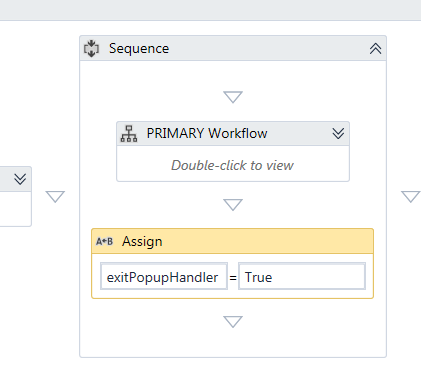 Sequence
PRIMARY Workflow
Double-click to view
A+B Assign
exitPopupHandler = True